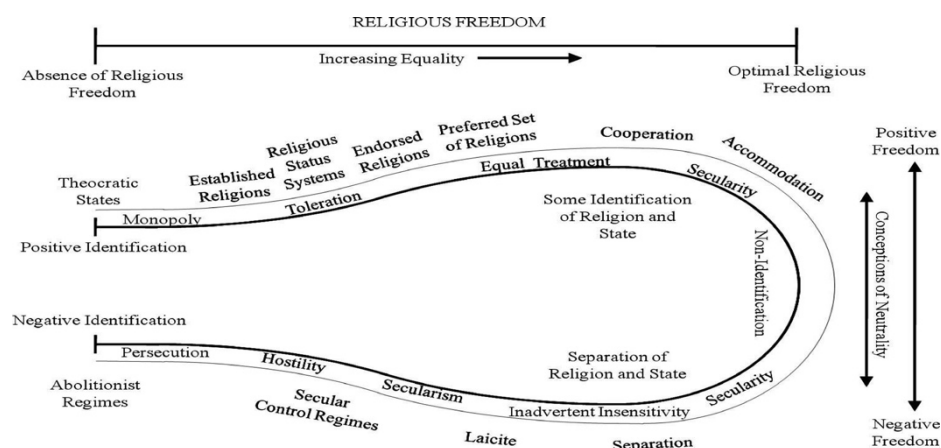 RELIGIOUS FREEDOM
Increasing Equality
Absence of Religious
Freedom
Optimal Religious
Freedom
Theocratic
States
Established
Religions
Religious
Status
Systems
Endorsed
Religions
Preferred Set
of Religions
Cooperation
Accommodation
Monopoly
Toleration
Equal Treatment
Secularity
Positive Identification
Some Identification
of Religion and
State
Non-Identification
Positive
Freedom
Conceptions of Neutrality
Negative
Freedom
Negative Identification
Separation of
Religion and State
Persecution
Hostility
Secularism
Inadvertent Insensitivity
Secularity
Abolitionist
Regimes
Secular
Control Regimes
Laicite
Separation